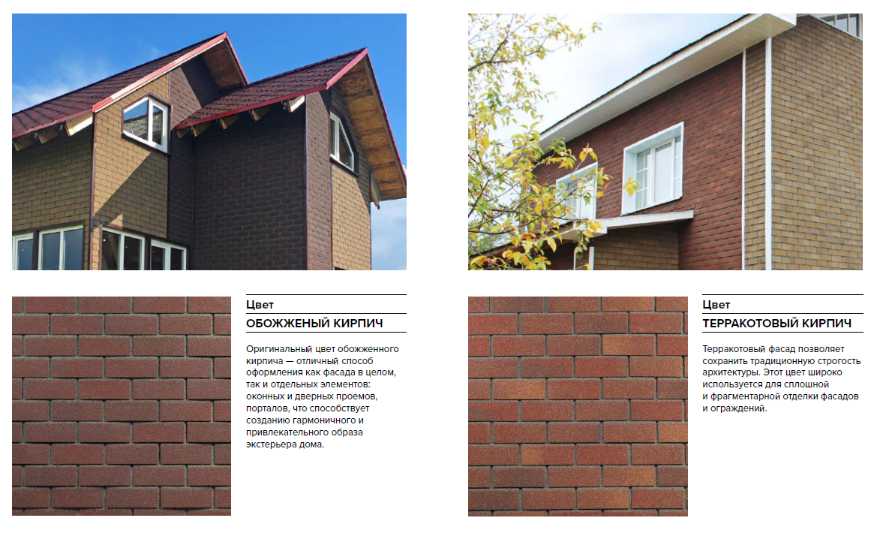 Цвет
ОБОЖЖЕНЫЙ КИРПИЧ
Оригинальный цвет обожженого
кирпича — отличный способ
оформления как фасада в целом,
так и отдельных элементов:
оконных и дверных проемов,
порталов, что способствует
созданию гармоничного и
привлекательного образа
экстерьера дома.
Цвет
ТЕРРАКОТОВЫЙ КИРПИЧ
Терракотовый фасад позволяет
сохранить традиционную строгость
архитектуры. Этот цвет широко
используется для сплошной
и фрагментарной отделки фасадов
и ограждений.